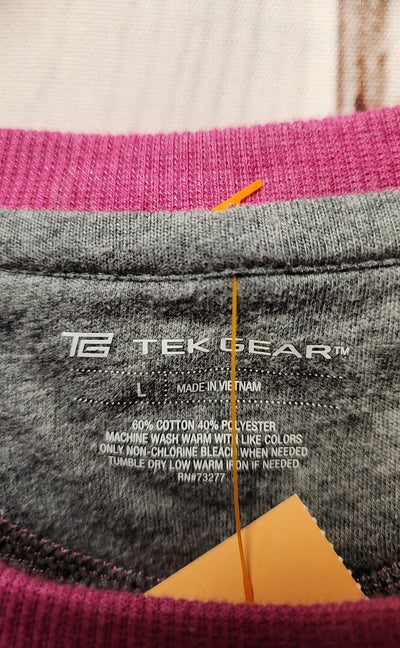 TG TEK GEAR™
L MADE IN VIETNAM
60% COTTON 40% POLYESTER
MACHINE WASH WARM WITH LIKE COLORS
ONLY NON-CHLORINE BLEACH WHEN NEEDED
TUMBLE DRY LOW WARM IRON IF NEEDED
RN#73277